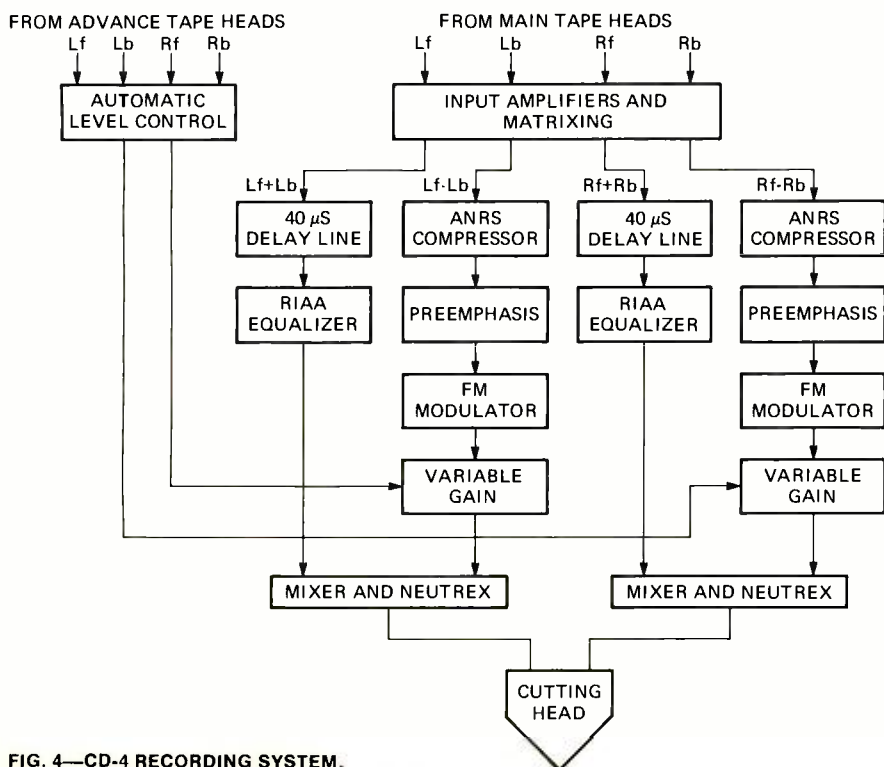 FROM ADVANCE TAPE HEADS
Lf Lb Rf Rb
FROM MAIN TAPE HEADS
Lf Lb Rf Rb
AUTOMATIC
LEVEL CONTROL
INPUT AMPLIFIERS AND
MATRIXING
Lf+Lb
Lf-Lb
Rf+Rb
Rf-Rb
40 µS
DELAY LINE
ANRS
COMPRESSOR
40 µS
DELAY LINE
ANRS
COMPRESSOR
RIAA
EQUALIZER
PREEMPHASIS
RIAA
EQUALIZER
PREEMPHASIS
FM
MODULATOR
FM
MODULATOR
VARIABLE
GAIN
VARIABLE
GAIN
MIXER AND NEUTREX
MIXER AND NEUTREX
CUTTING
HEAD
FIG. 4—CD-4 RECORDING SYSTEM.